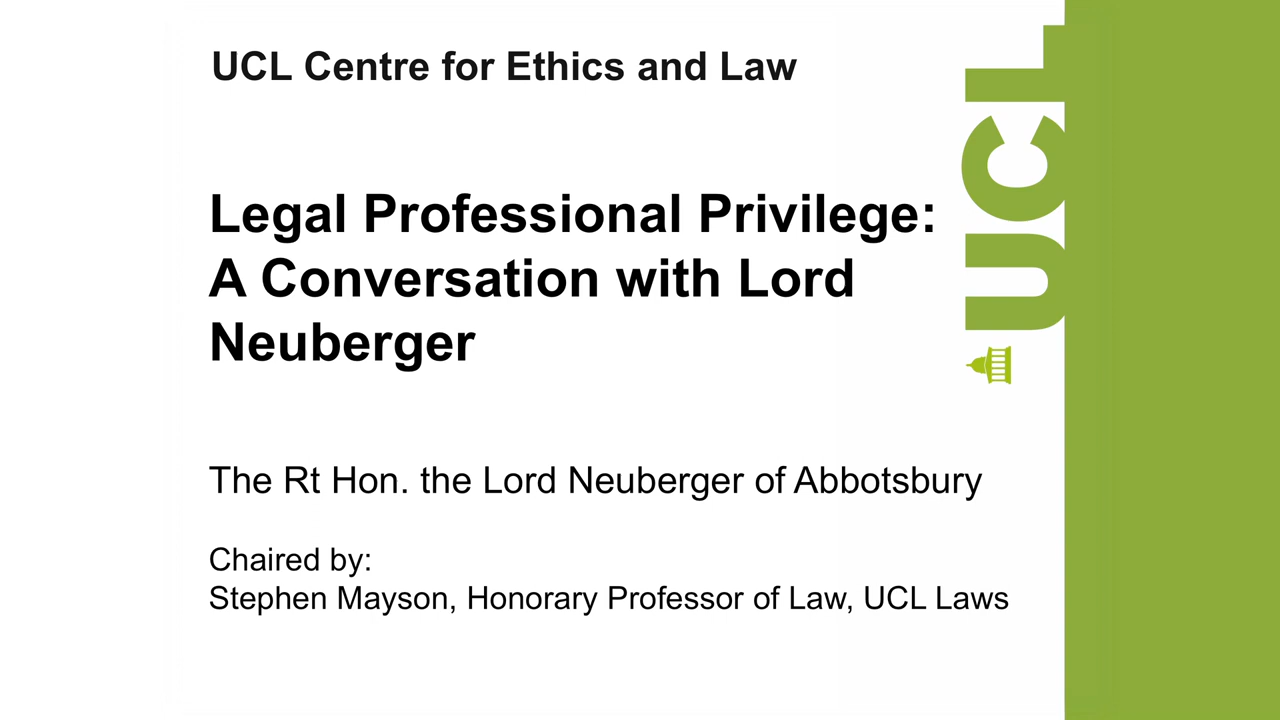 UCL Centre for Ethics and Law
Legal Professional Privilege:
A Conversation with Lord
Neuberger
The Rt Hon. the Lord Neuberger of Abbotsbury
Chaired by:
Stephen Mayson, Honorary Professor of Law, UCL Laws
UCL